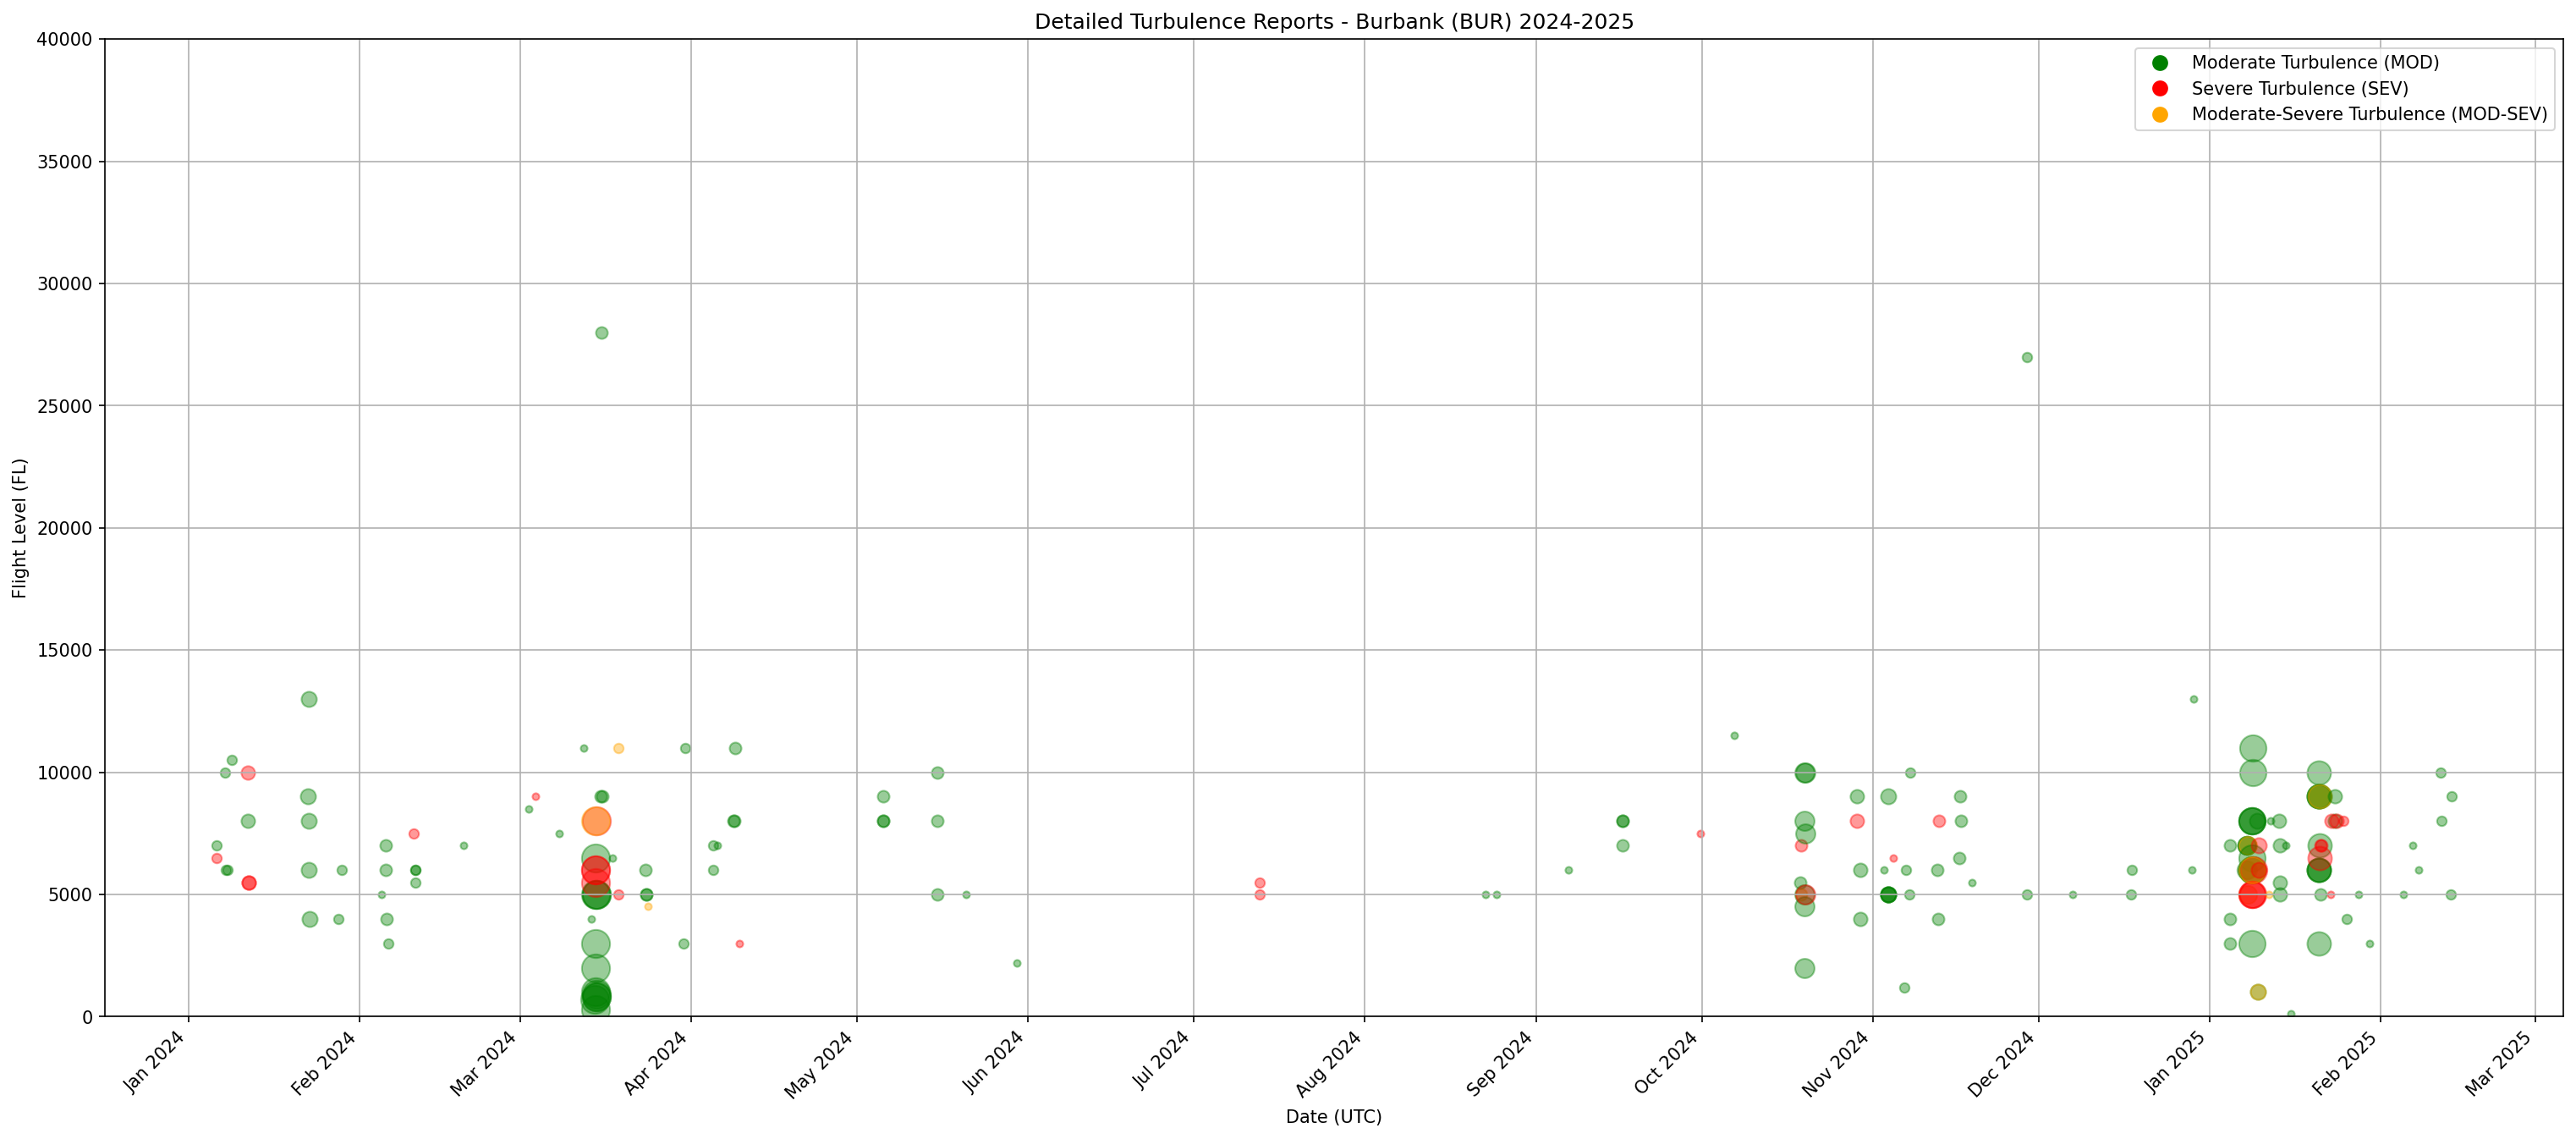 Detailed Turbulence Reports - Burbank (BUR) 2024-2025
40000
35000
30000
25000
20000
15000
10000
5000
0
Flight Level (FL)
Moderate Turbulence (MOD)
Severe Turbulence (SEV)
Moderate-Severe Turbulence (MOD-SEV)
Jan 2024
Feb 2024
Mar 2024
Apr 2024
May 2024
Jun 2024
Jul 2024
Aug 2024
Sep 2024
Oct 2024
Nov 2024
Dec 2024
Jan 2025
Feb 2025
Mar 2025
Date (UTC)